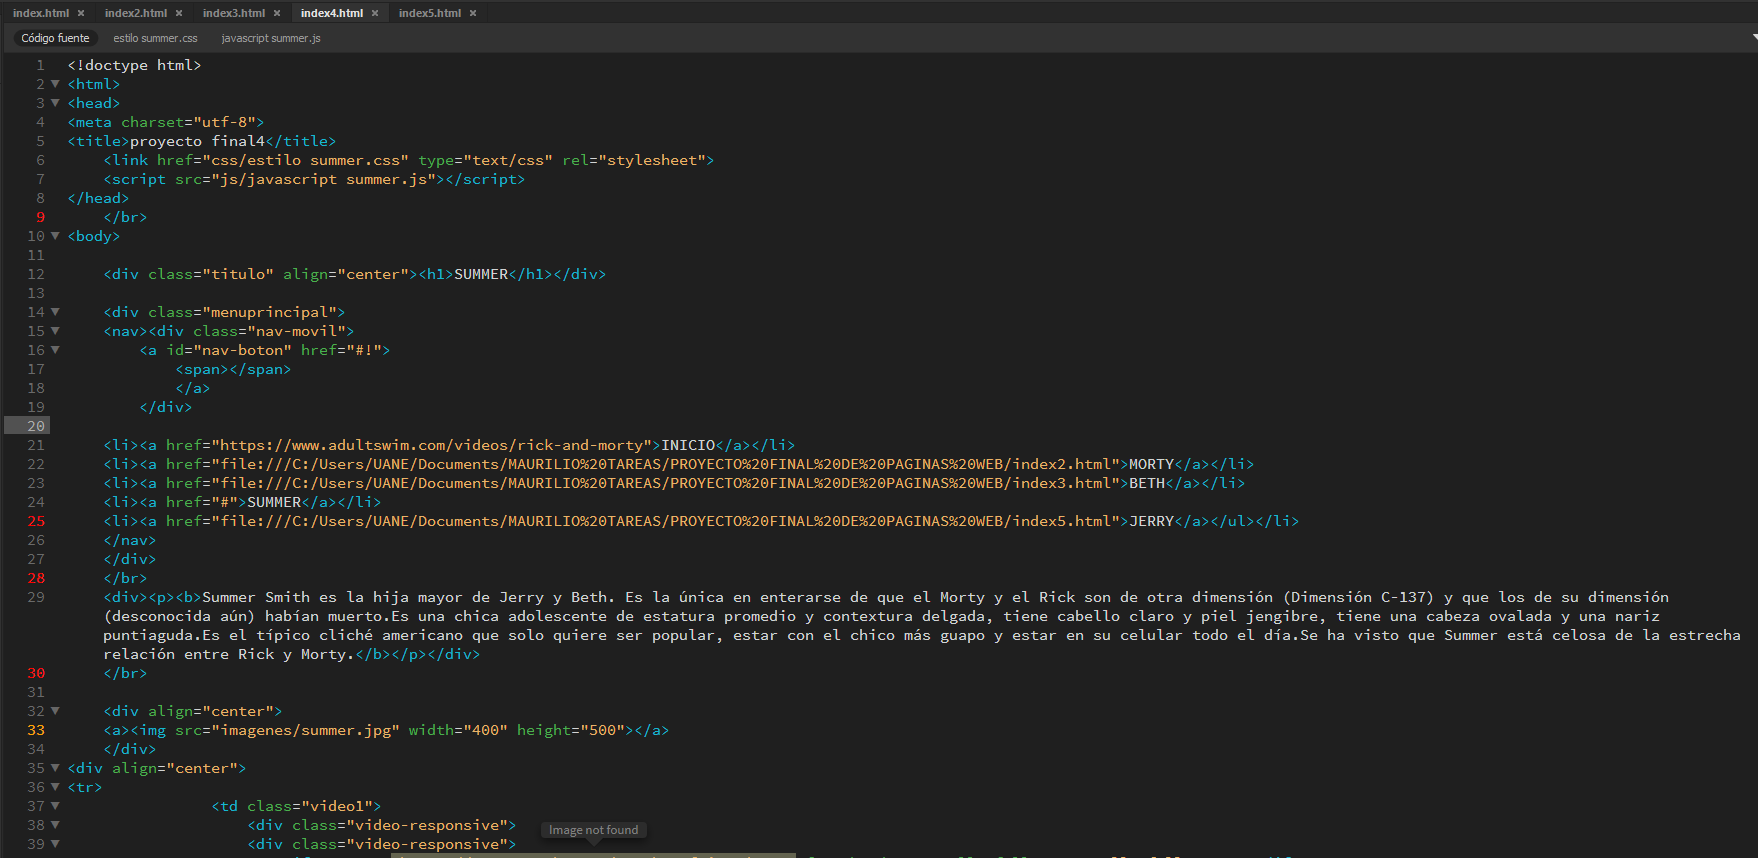 index.html × index2.html × index3.html × index4.html × index5.html ×
Código fuente estilo summer.css javascript summer.js
1 <!doctype html>
2 <html>
3 <head>
4 <meta charset="utf-8">
5 <title>proyecto final4</title>
6 <link href="css/estilo summer.css" type="text/css" rel="stylesheet">
7 <script src="js/javascript summer.js"></script>
8 </head>
9 </br>
10 <body>
11
12 <div class="titulo" align="center"><h1>SUMMER</h1></div>
13
14 <div class="menuprincipal">
15 <nav><div class="nav-movil">
16 <a id="nav-boton" href="#!">
17 <span></span>
18 </a>
19 </div>
20
21 <li><a href="https://www.adultswim.com/videos/rick-and-morty">INICIO</a></li>
22 <li><a href="file:///C:/Users/UANE/Documents/MAURILIO%20TAREAS/PROYECTO%20FINAL%20DE%20PAGINAS%20WEB/index2.html">MORTY</a></li>
23 <li><a href="file:///C:/Users/UANE/Documents/MAURILIO%20TAREAS/PROYECTO%20FINAL%20DE%20PAGINAS%20WEB/index3.html">BETH</a></li>
24 <li><a href="#">SUMMER</a></li>
25 <li><a href="file:///C:/Users/UANE/Documents/MAURILIO%20TAREAS/PROYECTO%20FINAL%20DE%20PAGINAS%20WEB/index5.html">JERRY</a></ul></li>
26 </nav>
27 </div>
28 </br>
29 <div><p><b>Summer Smith es la hija mayor de Jerry y Beth. Es la única en enterarse de que el Morty y el Rick son de otra dimensión (Dimensión C-137) y que los de su dimensión
(desconocida aún) habían muerto.Es una chica adolescente de estatura promedio y contextura delgada, tiene cabello claro y piel jengibre, tiene una cabeza ovalada y una nariz
puntiaguda.Es el típico cliché americano que solo quiere ser popular, estar con el chico más guapo y estar en su celular todo el día.Se ha visto que Summer está celosa de la estrecha
relación entre Rick y Morty.</b></p></div>
30 </br>
31
32 <div align="center">
33 <a><img src="imagenes/summer.jpg" width="400" height="500"></a>
34 </div>
35 <div align="center">
36 <tr>
37 <td class="video1">
38 <div class="video-responsive">
Image not found
39 <div class="video-responsive">